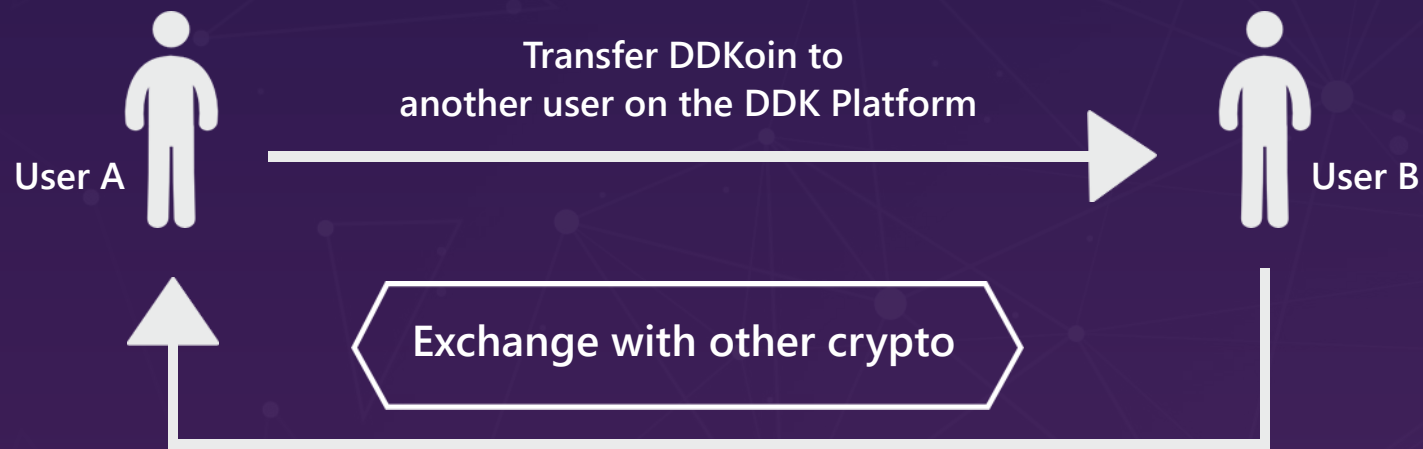 Transfer DDKoin to
another user on the DDK Platform
User A
User B
Exchange with other crypto